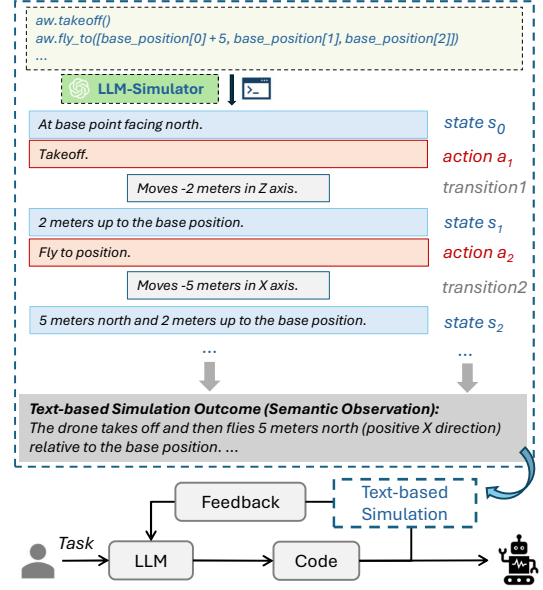 aw.takeoff()
aw.fly_to([base_position[0] + 5, base_position[1], base_position[2]])
...
LLM-Simulator
At base point facing north.
state s0
Takeoff.
action a1
Moves -2 meters in Z axis.
transition1
2 meters up to the base position.
state s1
Fly to position.
action a2
Moves -5 meters in X axis.
transition2
5 meters north and 2 meters up to the base position.
state s2
...
...
Text-based Simulation Outcome (Semantic Observation):
The drone takes off and then flies 5 meters north (positive X direction)
relative to the base position. ...
Feedback
Text-based
Simulation
Task
LLM
Code